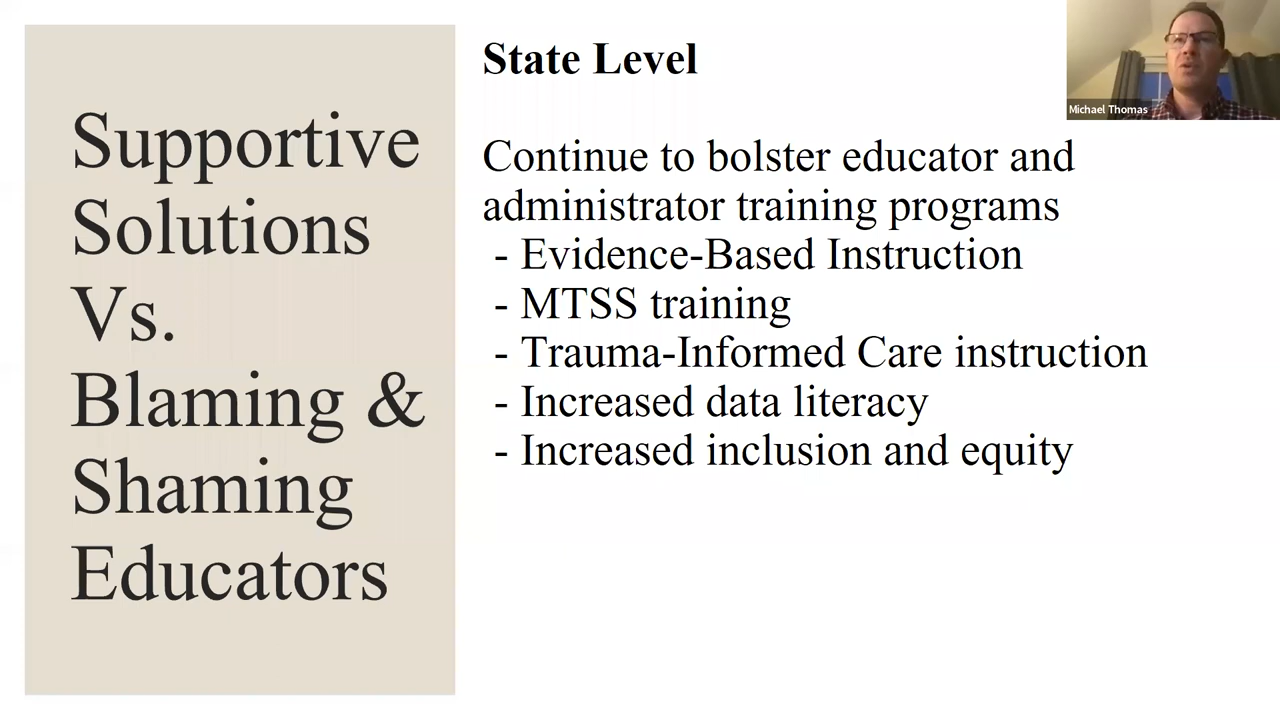 Supportive
Solutions
Vs.
Blaming &
Shaming
Educators
State Level
Continue to bolster educator and
administrator training programs
- Evidence-Based Instruction
- MTSS training
- Trauma-Informed Care instruction
- Increased data literacy
- Increased inclusion and equity
Michael Thomas